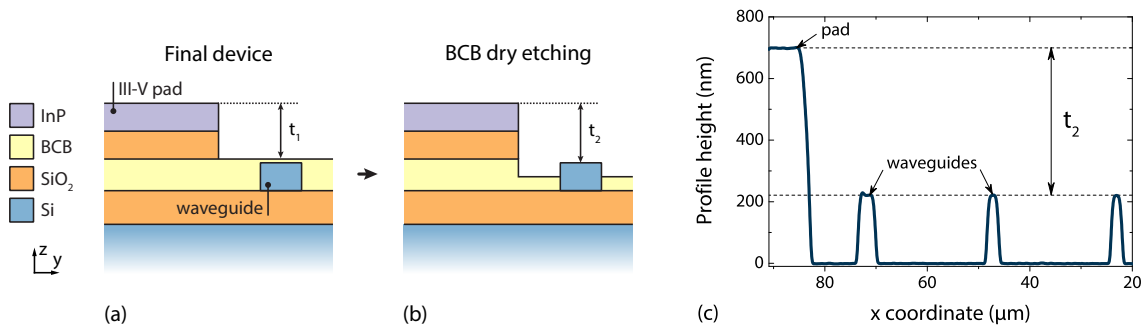 Final device
III-V pad
InP
BCB
SiO₂
Si
t₁
waveguide
z
y
(a)
BCB dry etching
t₂
(b)
Profile height (nm)
800
600
400
200
0
pad
waveguides
t₂
80
60
40
20
x coordinate (μm)
(c)